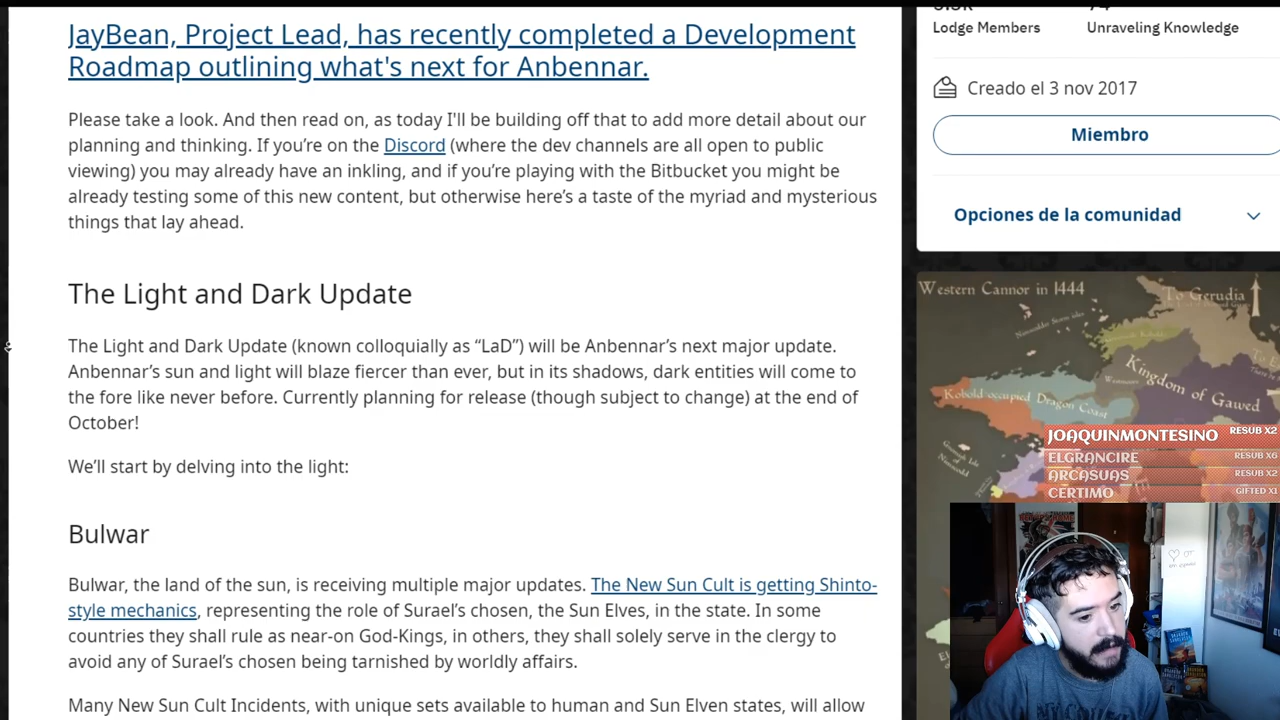 JayBean, Project Lead, has recently completed a Development
Roadmap outlining what's next for Anbennar.
Please take a look. And then read on, as today I'll be building off that to add more detail about our
planning and thinking. If you’re on the Discord (where the dev channels are all open to public
viewing) you may already have an inkling, and if you’re playing with the Bitbucket you might be
already testing some of this new content, but otherwise here’s a taste of the myriad and mysterious
things that lay ahead.
The Light and Dark Update
The Light and Dark Update (known colloquially as “LaD”) will be Anbennar’s next major update.
Anbennar’s sun and light will blaze fiercer than ever, but in its shadows, dark entities will come to
the fore like never before. Currently planning for release (though subject to change) at the end of
October!
We’ll start by delving into the light:
Bulwar
Bulwar, the land of the sun, is receiving multiple major updates. The New Sun Cult is getting Shinto-
style mechanics, representing the role of Surael’s chosen, the Sun Elves, in the state. In some
countries they shall rule as near-on God-Kings, in others, they shall solely serve in the clergy to
avoid any of Surael’s chosen being tarnished by worldly affairs.
Many New Sun Cult Incidents, with unique sets available to human and Sun Elven states, will allow
Lodge Members
Unraveling Knowledge
Creado el 3 nov 2017
Miembro
Opciones de la comunidad
Western Cannor in 1444
To Gerudia
Kingdom of Gawed
Kobold occupied Dragon Coast
JOAQUINMONTESINO RESUB X2
ELGRANCIRE RESUB X6
ARCASUAS RESUB X2
CERTIMO GIFTED X1